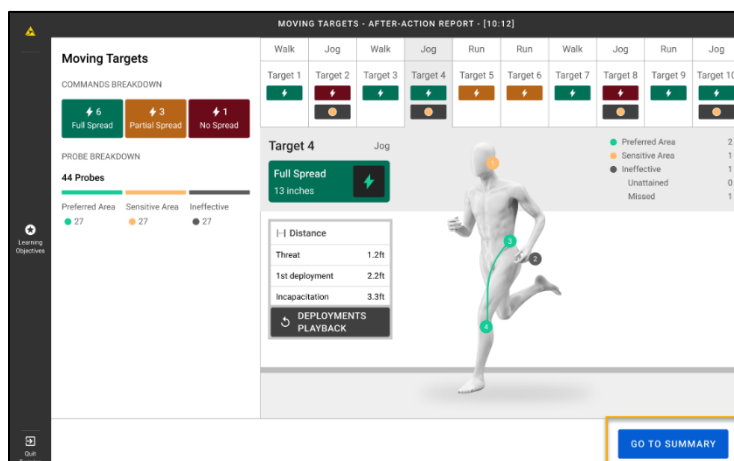 MOVING TARGETS - AFTER-ACTION REPORT - [10:12]
Moving Targets
COMMANDS BREAKDOWN
6
Full Spread
3
Partial Spread
1
No Spread
PROBE BREAKDOWN
44 Probes
Preferred Area
Sensitive Area
Ineffective
27
27
27
Walk
Jog
Walk
Jog
Run
Run
Walk
Jog
Run
Jog
Target 1
Target 2
Target 3
Target 4
Target 5
Target 6
Target 7
Target 8
Target 9
Target 10
Target 4
Jog
Full Spread
13 inches
Preferred Area 2
Sensitive Area 1
Ineffective 1
Unattained 0
Missed 1
Distance
Threat 1.2ft
1st deployment 2.2ft
Incapacitation 3.3ft
DEPLOYMENTS
PLAYBACK
1
3
2
4
Learning
Objectives
Quit
GO TO SUMMARY